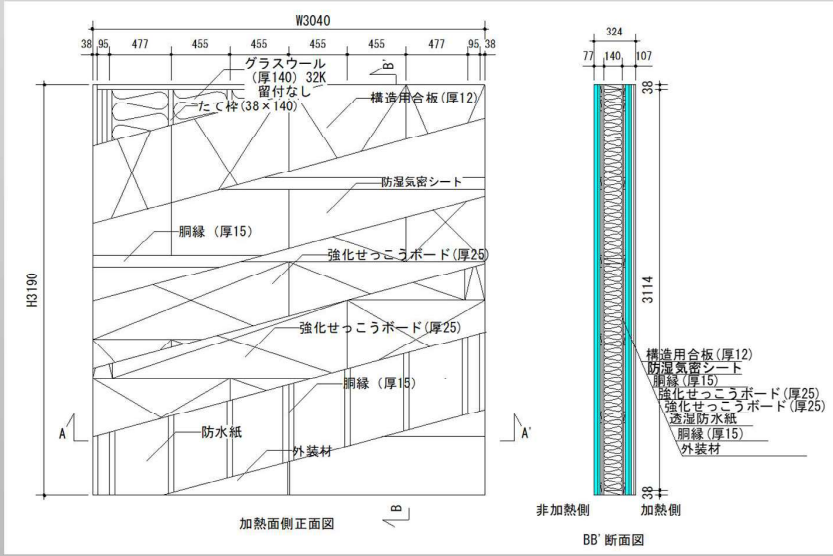 W3040
38 95 477 455 455 455 477 95 38
324
77 140 107
B'
グラスウール
(厚140) 32K
留付なし
たて枠(38×140)
構造用合板(厚12)
防湿気密シート
胴縁 (厚15)
強化せっこうボード(厚25)
強化せっこうボード(厚25)
胴縁 (厚15)
防水紙
外装材
H3190
A
A'
B
加熱面側正面図
38
3114
38
構造用合板(厚12)
防湿気密シート
胴縁(厚15)
強化せっこうボード(厚25)
強化せっこうボード(厚25)
透湿防水紙
胴縁(厚15)
外装材
非加熱側 加熱側
BB'断面図